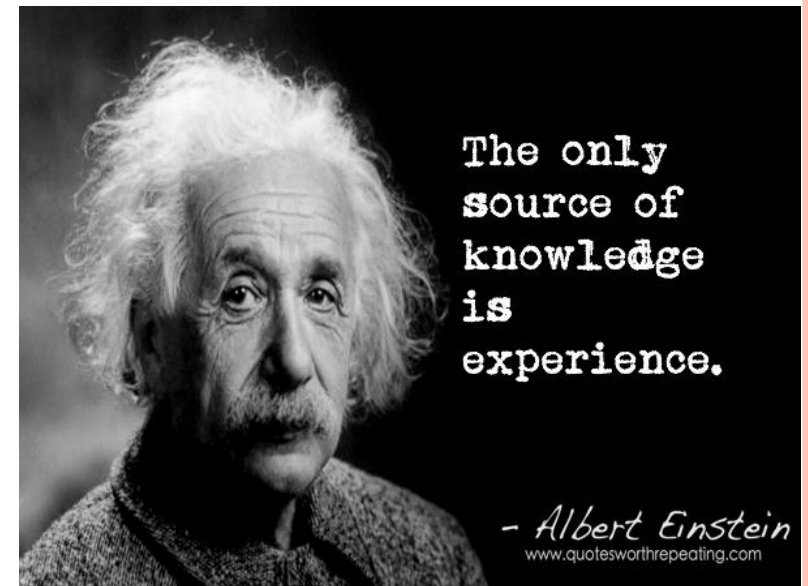 The only
source of
knowledge
is
experience.
- Albert Einstein
www.quotesworthrepeating.com